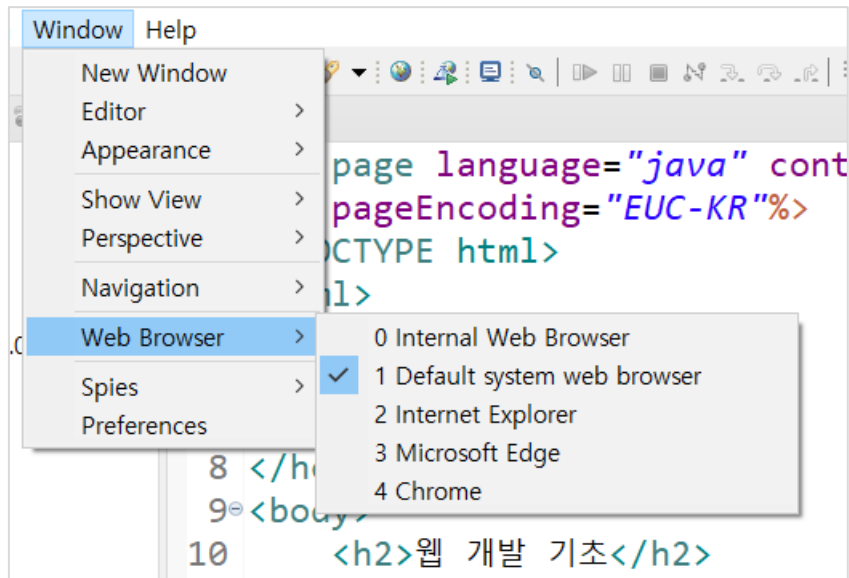 Window Help
New Window
Editor
Appearance
Show View
Perspective
Navigation
Web Browser
Spies
Preferences
0 Internal Web Browser
1 Default system web browser
2 Internet Explorer
3 Microsoft Edge
4 Chrome
page language="java" cont
pageEncoding="EUC-KR"%>
CTYPE html>
l>
8 </h
9 <body>
10 <h2>웹 개발 기초</h2>